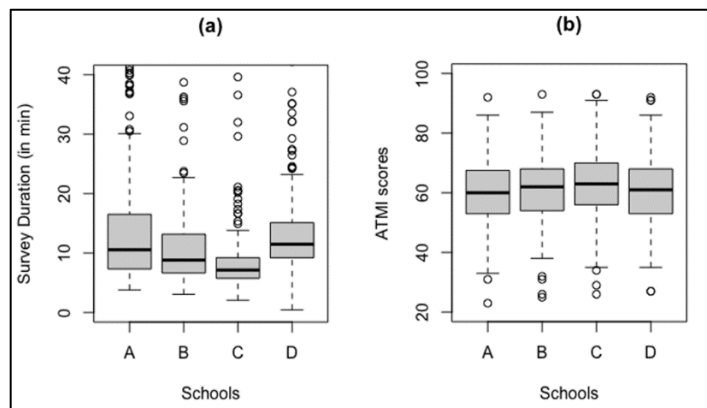 (a)
Survey Duration (in min)
40
30
20
10
0
A B C D
Schools
(b)
ATMI scores
100
80
60
40
20
A B C D
Schools